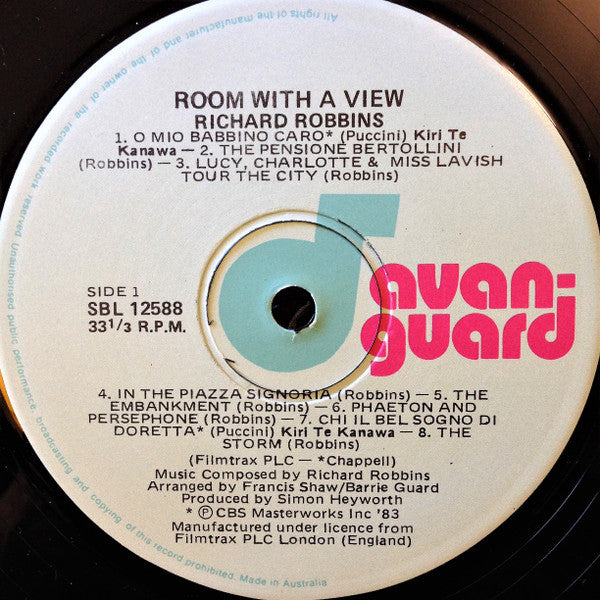 All rights of the manufacturer and of the owner of the recorded work reserved. Unauthorised public performance, broadcasting and copying of this record prohibited. Made in Australia
ROOM WITH A VIEW
RICHARD ROBBINS
1. O MIO BABBINO CARO* (Puccini) Kiri Te
Kanawa — 2. THE PENSIONE BERTOLLINI
(Robbins) — 3. LUCY, CHARLOTTE & MISS LAVISH
TOUR THE CITY (Robbins)
SIDE 1
SBL 12588
33 1/3 R.P.M.
avan-
guard
4. IN THE PIAZZA SIGNORIA (Robbins) — 5. THE
EMBANKMENT (Robbins) — 6. PHAETON AND
PERSEPHONE (Robbins) — 7. CHI IL BEL SOGNO DI
DORETTA* (Puccini) Kiri Te Kanawa — 8. THE
STORM (Robbins)
(Filmtrax PLC — *Chappell)
Music Composed by Richard Robbins
Arranged by Francis Shaw/Barrie Guard
Produced by Simon Heyworth
* ℗ CBS Masterworks Inc '83
Manufactured under licence from
Filmtrax PLC London (England)